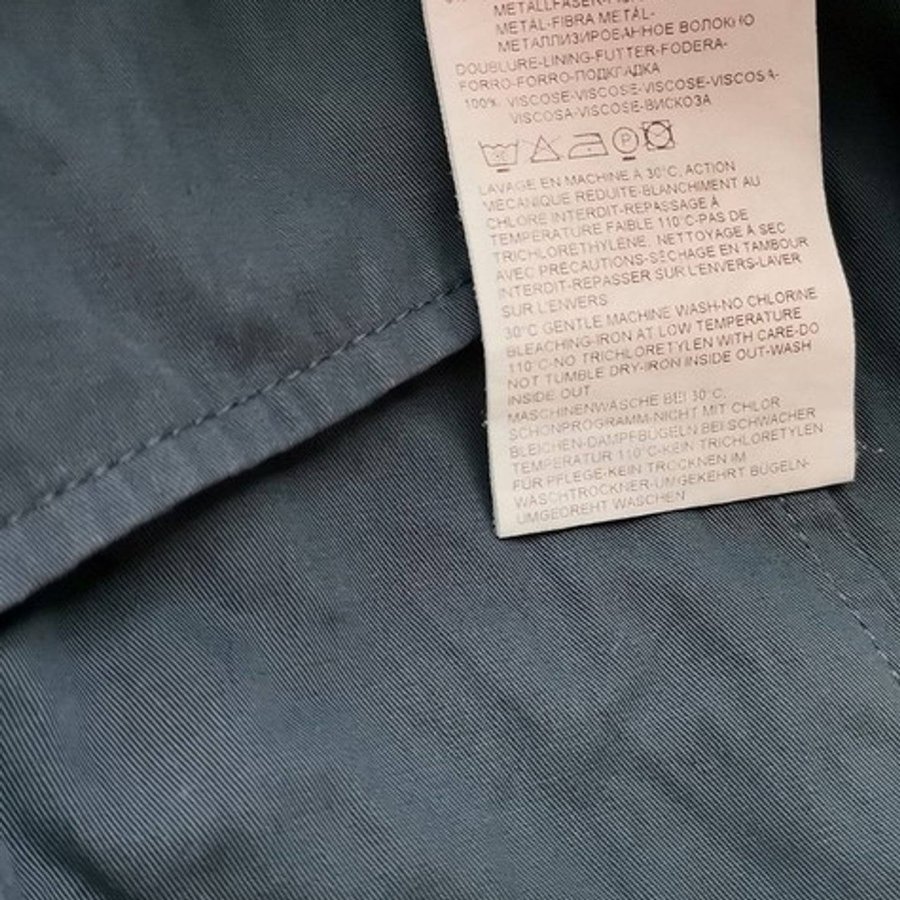 METALLFASER-
METAL-FIBRA METAL-
МЕТАЛЛИЗИРОВАННОЕ ВОЛОКНО
DOUBLURE-LINING-FUTTER-FODERA-
FORRO-FORRO-ПОДКЛАДКА
100% VISCOSE-VISCOSE-VISCOSE-VISCOSA-
VISCOSA-VISCOSE-ВИСКОЗА
P
LAVAGE EN MACHINE À 30°C, ACTION
MÉCANIQUE REDUITE-BLANCHIMENT AU
CHLORE INTERDIT-REPASSAGE À
TEMPERATURE FAIBLE 110°C-PAS DE
TRICHLORETHYLENE. NETTOYAGE À SEC
AVEC PRÉCAUTIONS-SÉCHAGE EN TAMBOUR
INTERDIT-REPASSER SUR L'ENVERS-LAVER
SUR L'ENVERS
30°C GENTLE MACHINE WASH-NO CHLORINE
BLEACHING-IRON AT LOW TEMPERATURE
110°C-NO TRICHLORETYLEN WITH CARE-DO
NOT TUMBLE DRY-IRON INSIDE OUT-WASH
INSIDE OUT
MASCHINENWÄSCHE BEI 30°C.
SCHONPROGRAMM-NICHT MIT CHLOR
BLEICHEN-DAMPFBÜGELN BEI SCHWACHER
TEMPERATUR 110°C-KEIN TRICHLORETYLEN
FÜR PFLEGE-KEIN TROCKNEN IM
WASCHTROCKNER-UMGEKEHRT BÜGELN-
UMGEDREHT WASCHEN